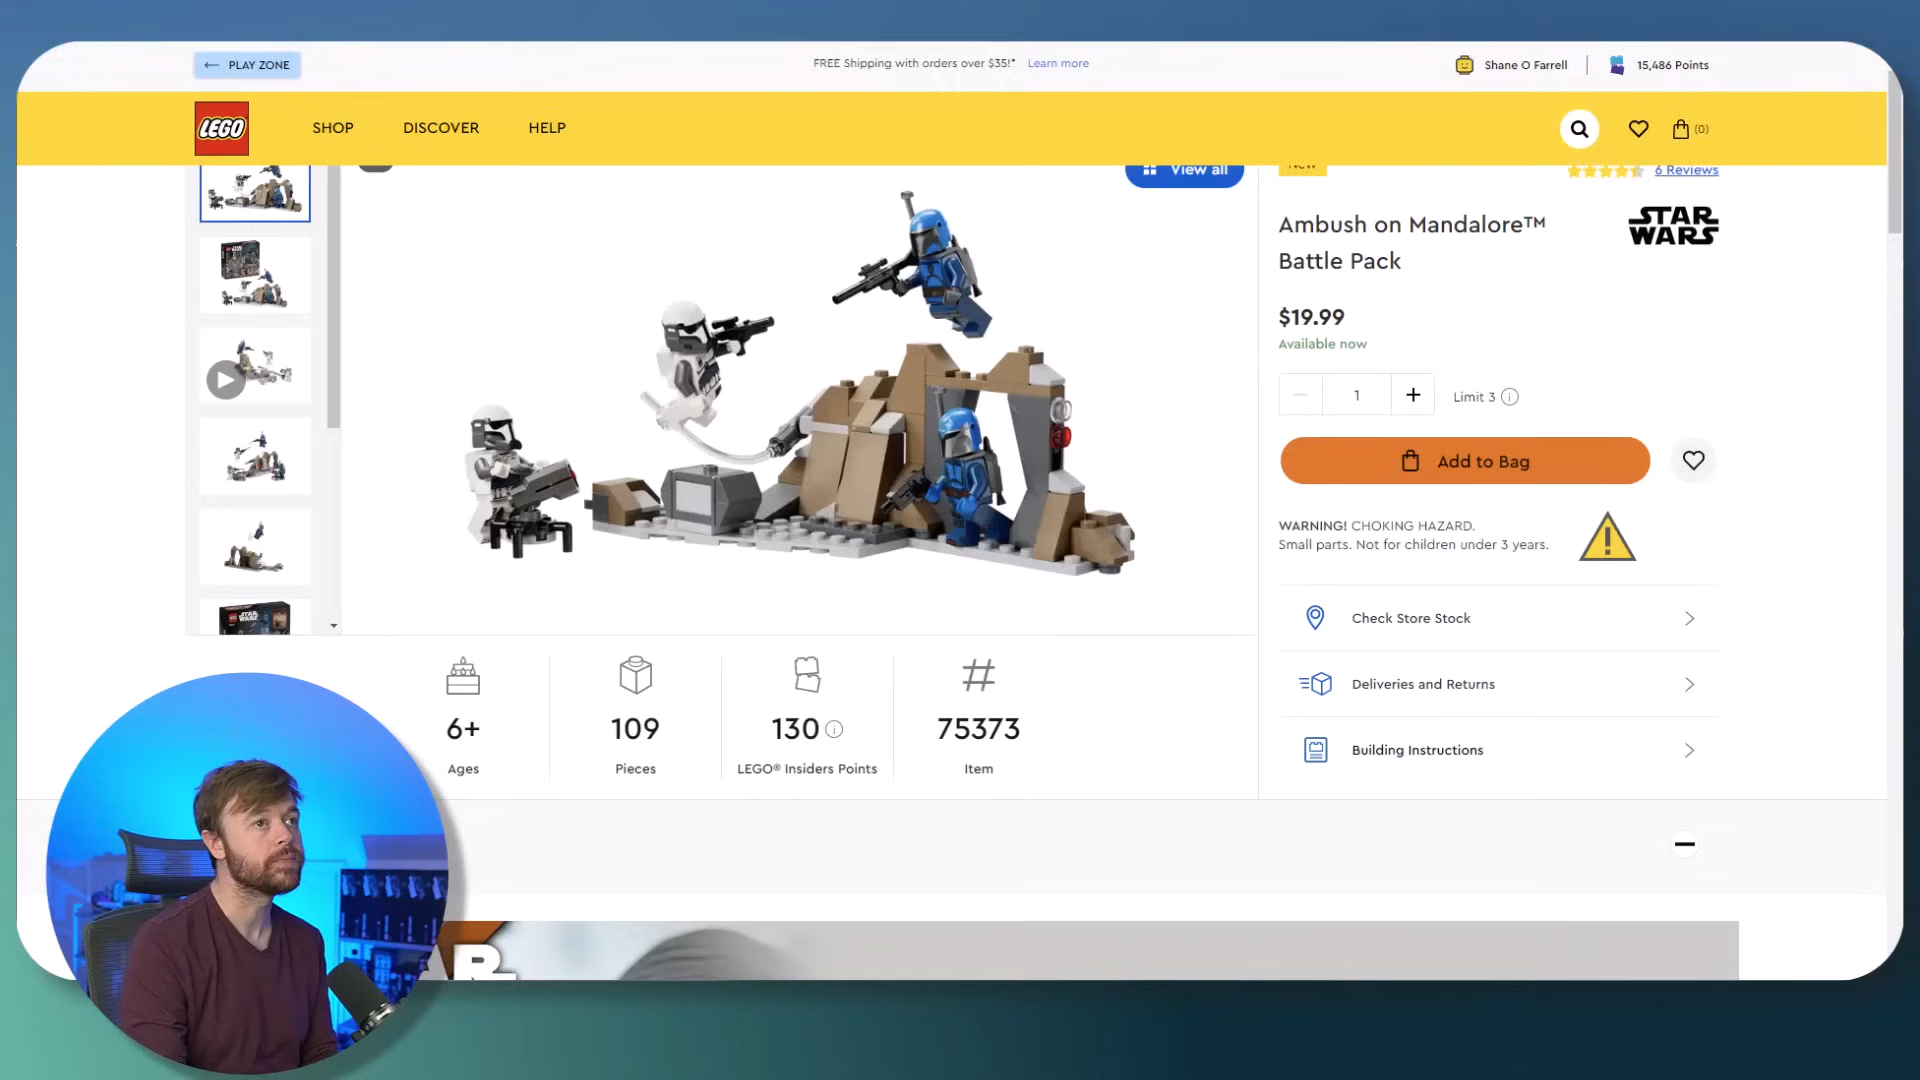 ← PLAY ZONE
FREE Shipping with orders over $35!* Learn more
Shane O Farrell
15,486 Points
LEGO
SHOP
DISCOVER
HELP
(0)
View all
New
6 Reviews
Ambush on Mandalore™
Battle Pack
STAR
WARS
$19.99
Available now
1
Limit 3
Add to Bag
WARNING! CHOKING HAZARD.
Small parts. Not for children under 3 years.
Check Store Stock
Deliveries and Returns
Building Instructions
6+
Ages
109
Pieces
130
LEGO® Insiders Points
#
75373
Item